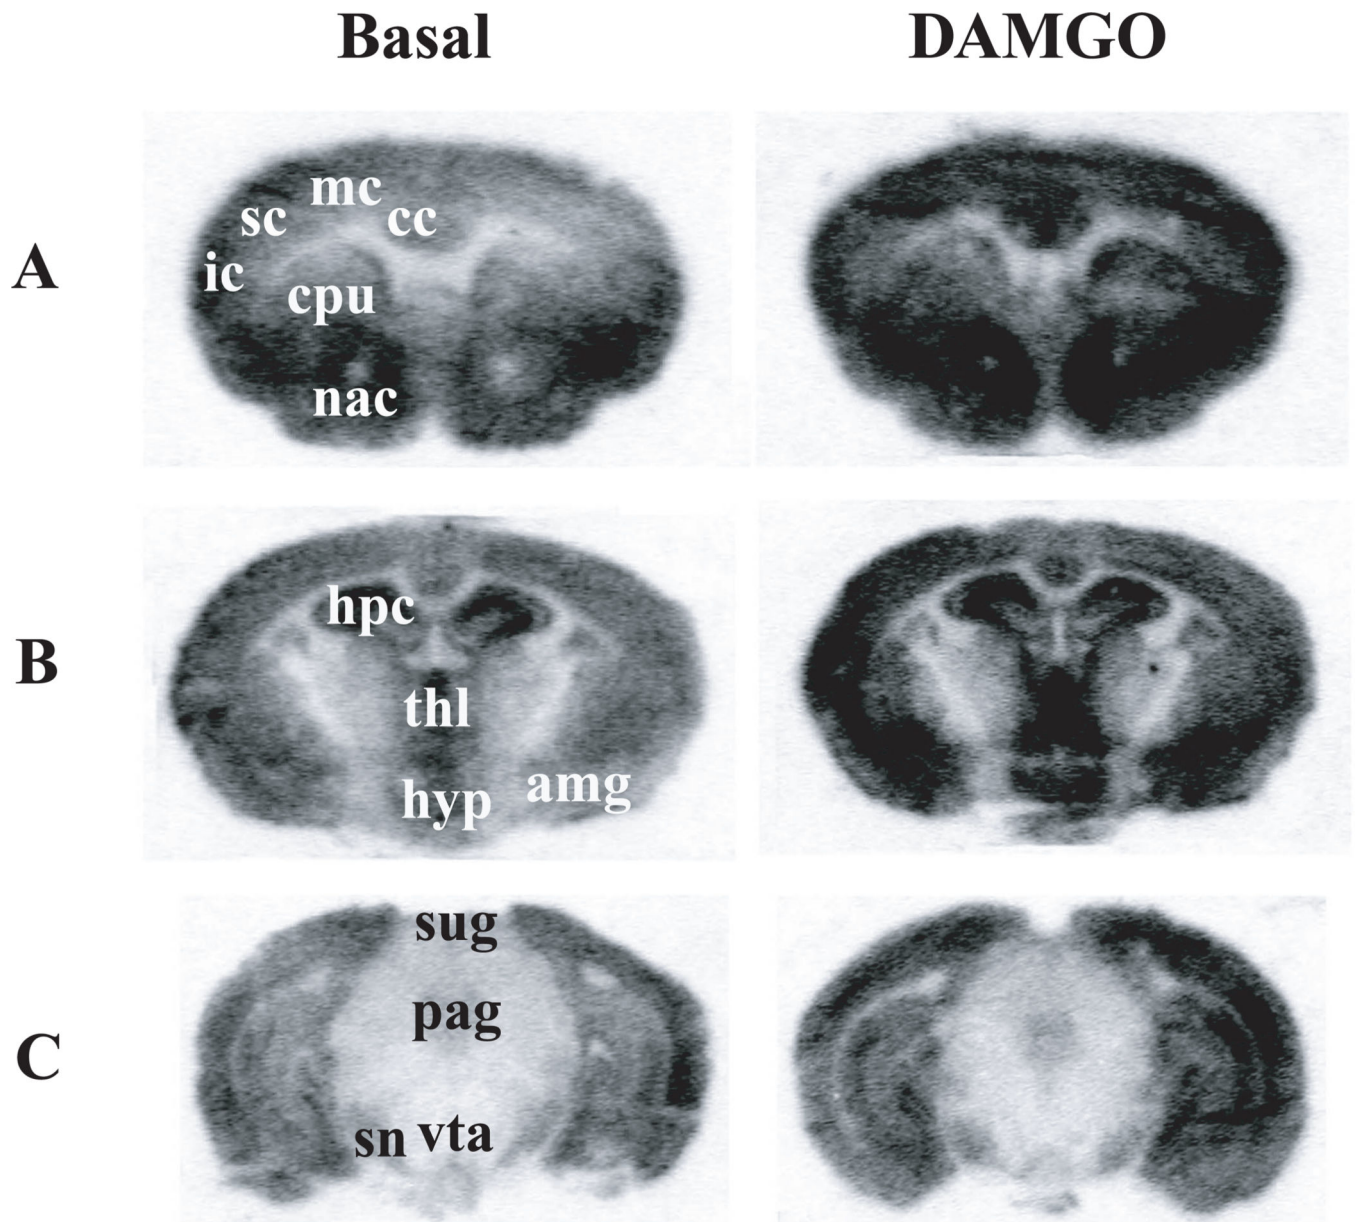 Basal DAMGO
A
mc
sc cc
ic
cpu
nac
B
hpc
thl
hyp amg
C
sug
pag
sn vta